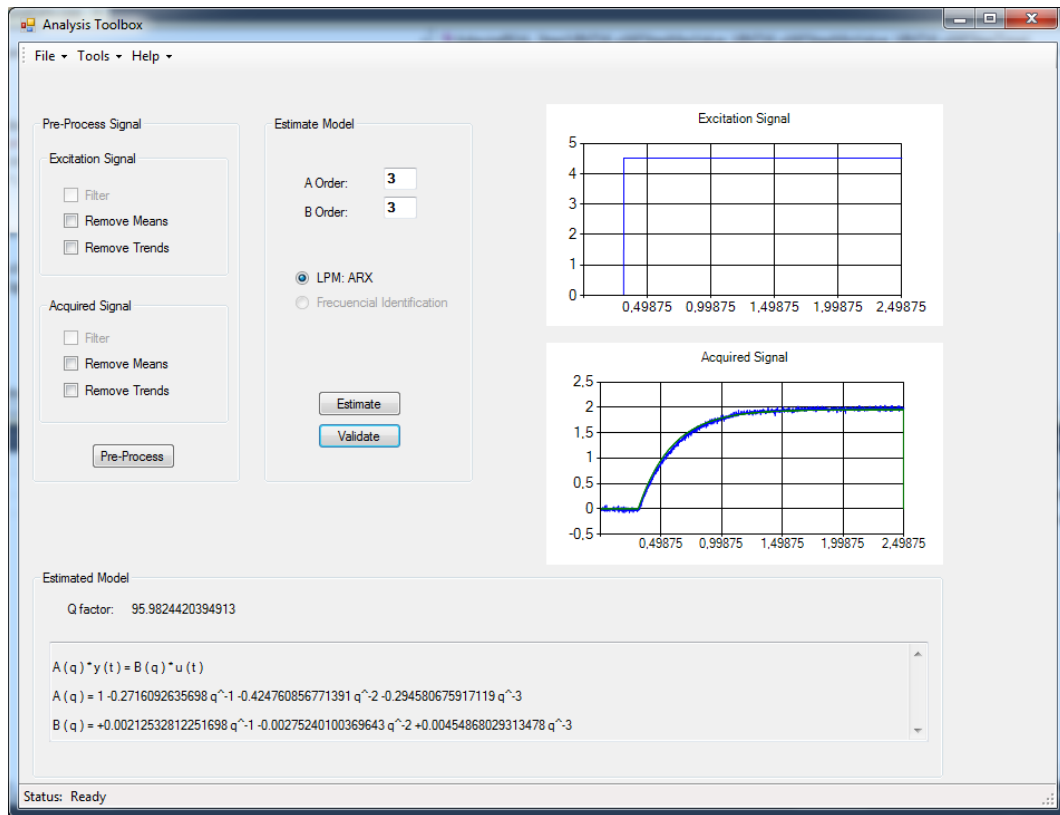 Analysis Toolbox
File Tools Help
Pre-Process Signal
Excitation Signal
Filter
Remove Means
Remove Trends
Acquired Signal
Filter
Remove Means
Remove Trends
Pre-Process
Estimate Model
A Order: 3
B Order: 3
LPM: ARX
Frecuencial Identification
Estimate
Validate
Excitation Signal
5
4
3
2
1
0
0,49875 0,99875 1,49875 1,99875 2,49875
Acquired Signal
2,5
2
1,5
1
0,5
0
-0,5
0,49875 0,99875 1,49875 1,99875 2,49875
Estimated Model
Q factor: 95.9824420394913
A ( q ) * y ( t ) = B ( q ) * u ( t )
A ( q ) = 1 -0.2716092635698 q^-1 -0.424760856771391 q^-2 -0.294580675917119 q^-3
B ( q ) = +0.00212532812251698 q^-1 -0.00275240100369643 q^-2 +0.00454868029313478 q^-3
Status: Ready